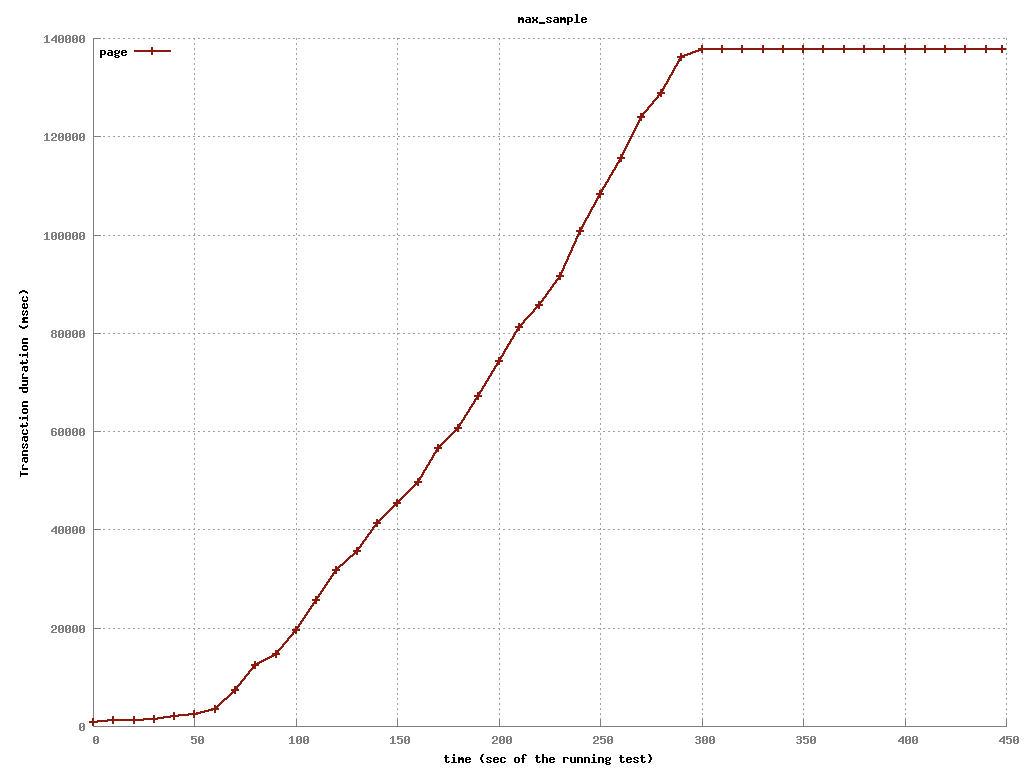 max_sample
page
140000
120000
100000
80000
60000
40000
20000
0
Transaction duration (msec)
0 50 100 150 200 250 300 350 400 450
time (sec of the running test)